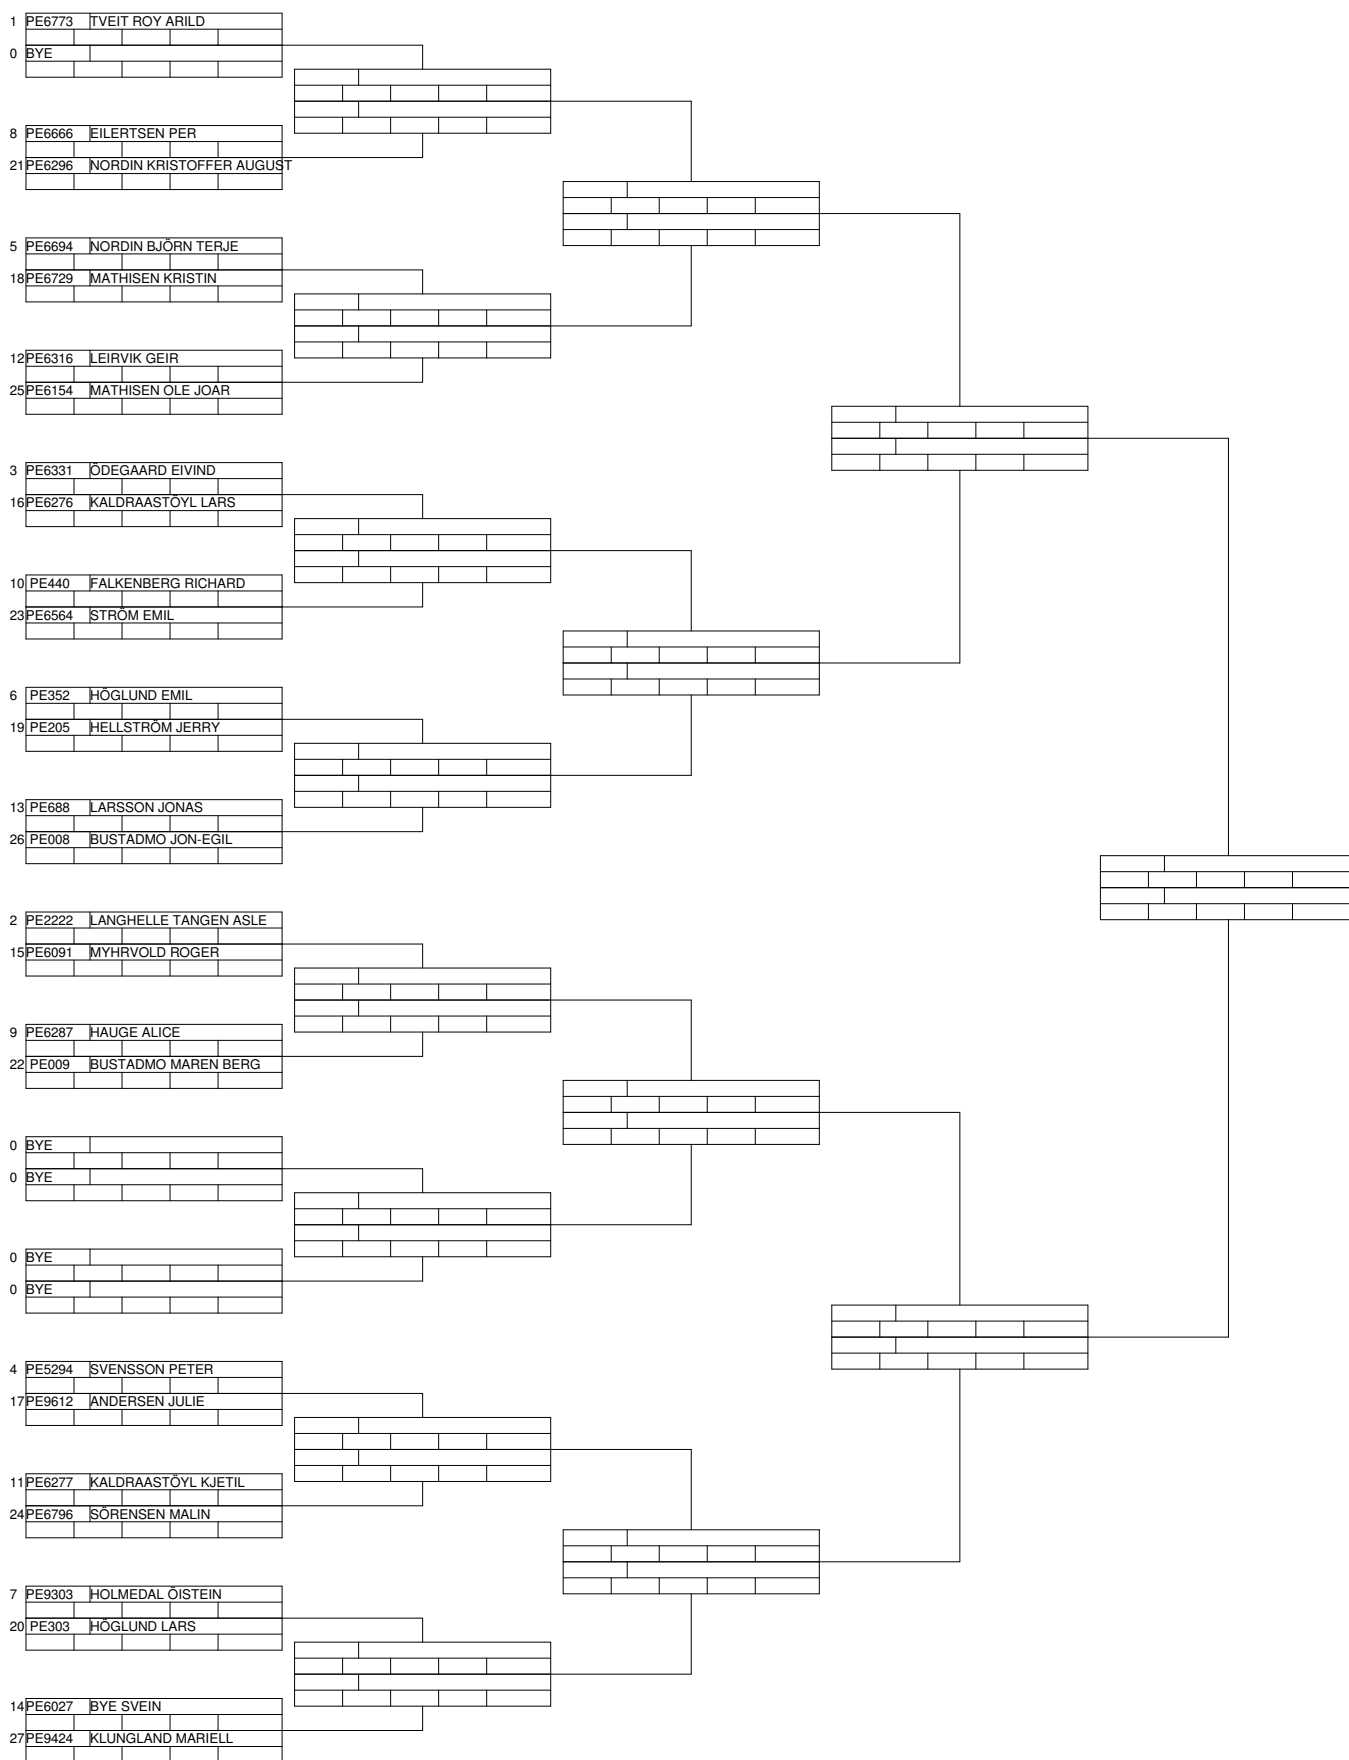 1 PE6773 TVEIT ROY ARILD
0 BYE
8 PE6666 EILERTSEN PER
21 PE6296 NORDIN KRISTOFFER AUGUST
5 PE6694 NORDIN BJÖRN TERJE
18 PE6729 MATHISEN KRISTIN
12 PE6316 LEIRVIK GEIR
25 PE6154 MATHISEN OLE JOAR
3 PE6331 ÖDEGAARD EIVIND
16 PE6276 KALDRAASTÖYL LARS
10 PE440 FALKENBERG RICHARD
23 PE6564 STRÖM EMIL
6 PE352 HÖGLUND EMIL
19 PE205 HELLSTRÖM JERRY
13 PE688 LARSSON JONAS
26 PE008 BUSTADMO JON-EGIL
2 PE2222 LANGHELLE TANGEN ASLE
15 PE6091 MYHRVOLD ROGER
9 PE6287 HAUGE ALICE
22 PE009 BUSTADMO MAREN BERG
0 BYE
0 BYE
0 BYE
0 BYE
4 PE5294 SVENSSON PETER
17 PE9612 ANDERSEN JULIE
11 PE6277 KALDRAASTÖYL KJETIL
24 PE6796 SÖRENSEN MALIN
7 PE9303 HOLMEDAL ÖISTEIN
20 PE303 HÖGLUND LARS
14 PE6027 BYE SVEIN
27 PE9424 KLUNGLAND MARIELL